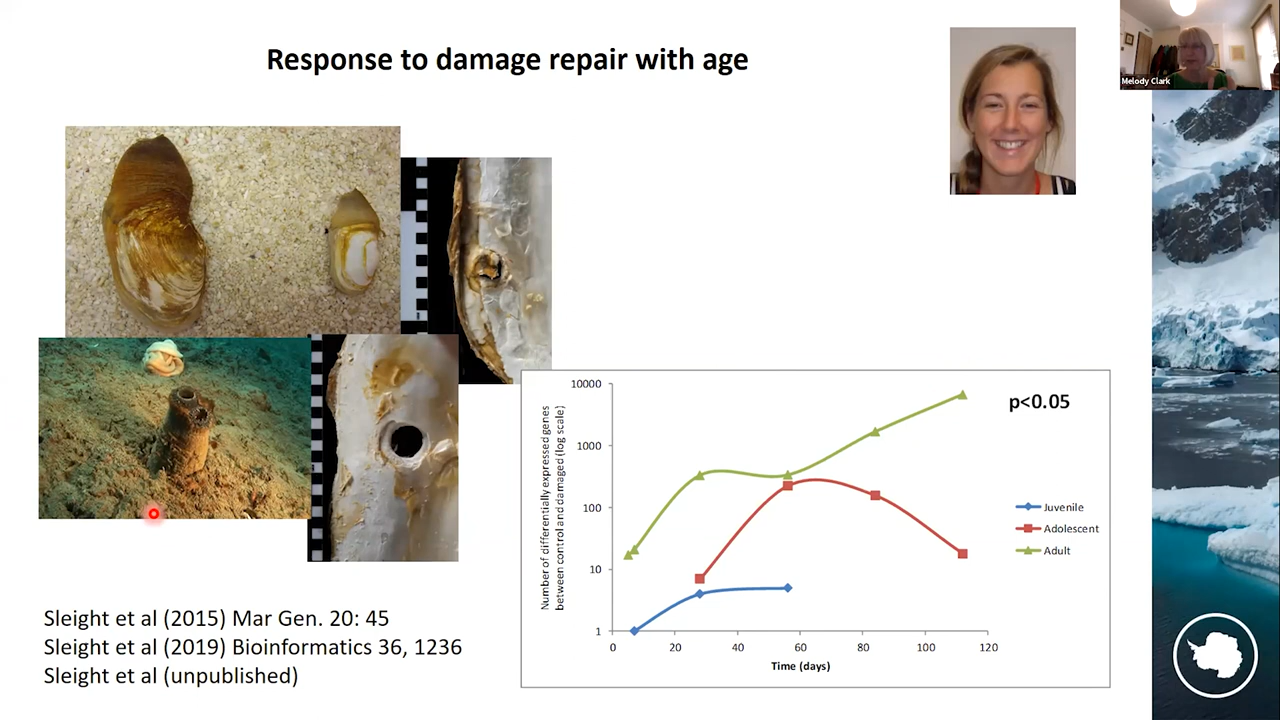 Response to damage repair with age
Melody Clark
Number of differentially expressed genes
between control and damaged (log scale)
10000
1000
100
10
1
0 20 40 60 80 100 120
Time (days)
p<0.05
Juvenile
Adolescent
Adult
Sleight et al (2015) Mar Gen. 20: 45
Sleight et al (2019) Bioinformatics 36, 1236
Sleight et al (unpublished)